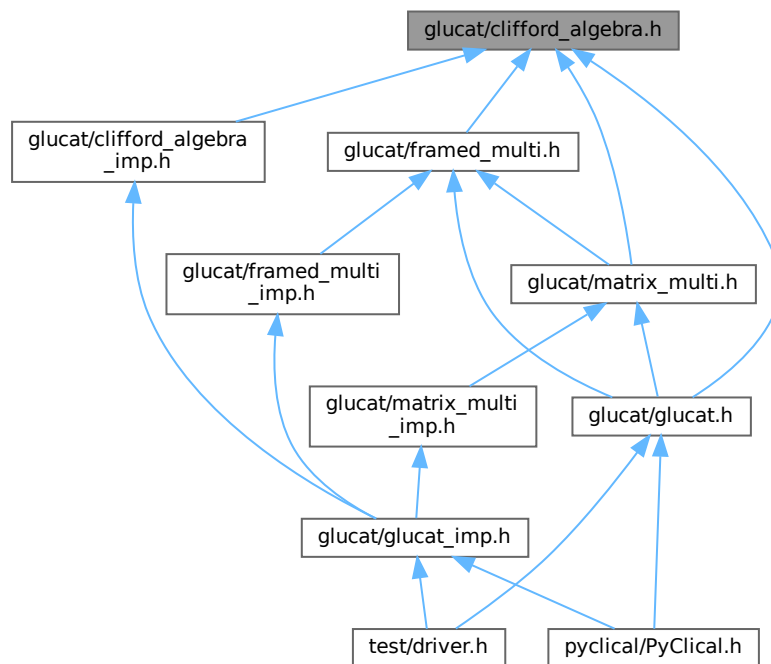 glucat/clifford_algebra.h
glucat/clifford_algebra
_imp.h
glucat/framed_multi.h
glucat/framed_multi
_imp.h
glucat/matrix_multi.h
glucat/matrix_multi
_imp.h
glucat/glucat.h
glucat/glucat_imp.h
test/driver.h
pyclical/PyClical.h